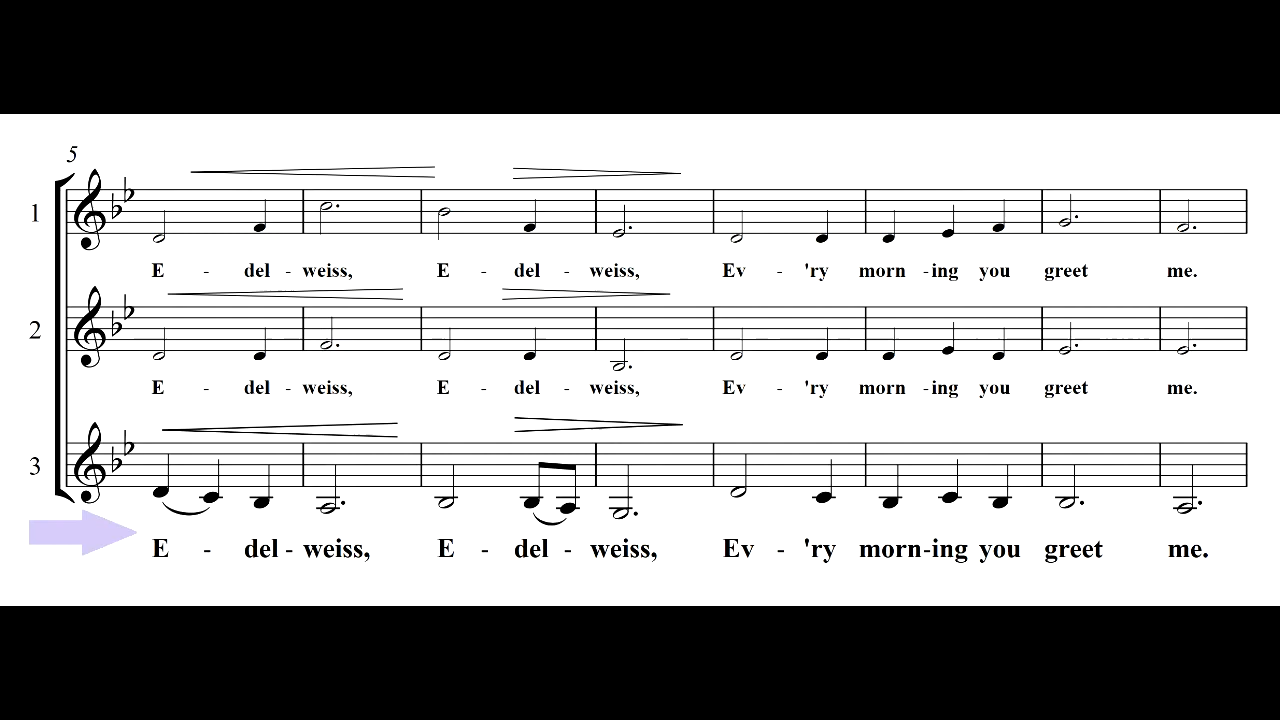 5
1
E - del - weiss, E - del - weiss, Ev - 'ry morn - ing you greet me.
2
E - del - weiss, E - del - weiss, Ev - 'ry morn - ing you greet me.
3
E - del - weiss, E - del - weiss, Ev - 'ry morn - ing you greet me.